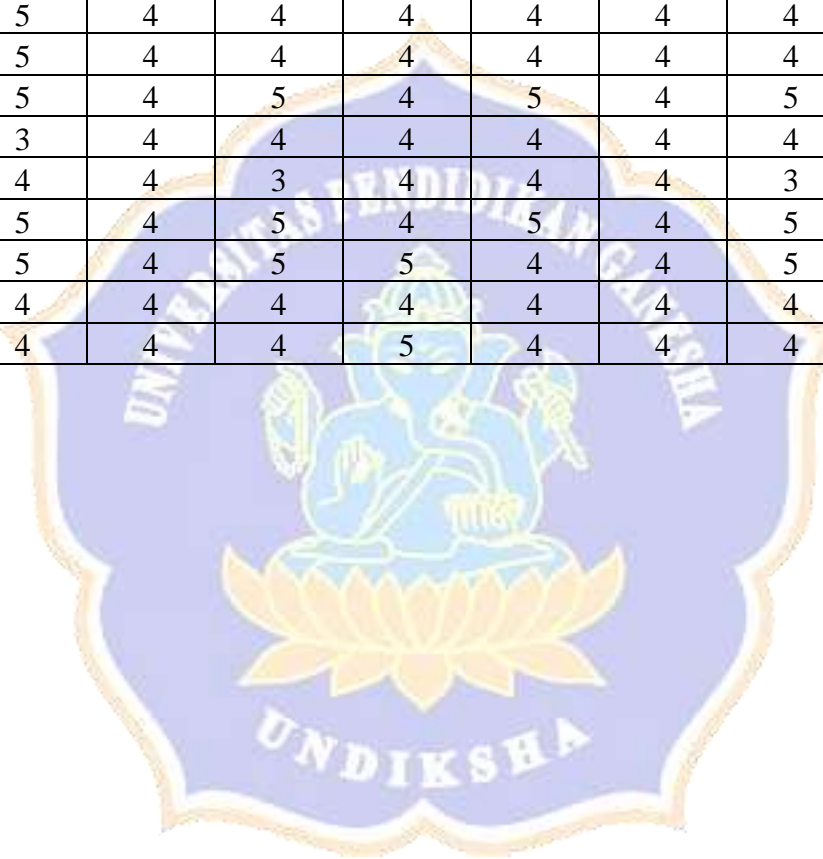 5 4 4 4 4 4 4
5 4 4 4 4 4 4
5 4 5 4 5 4 5
3 4 4 4 4 4 4
4 4 3 4 4 4 3
5 4 5 4 5 4 5
5 4 5 5 4 4 5
4 4 4 4 4 4 4
4 4 4 5 4 4 4
UNIVERSITAS PENDIDIKAN GANESHA
UNDIKSHA